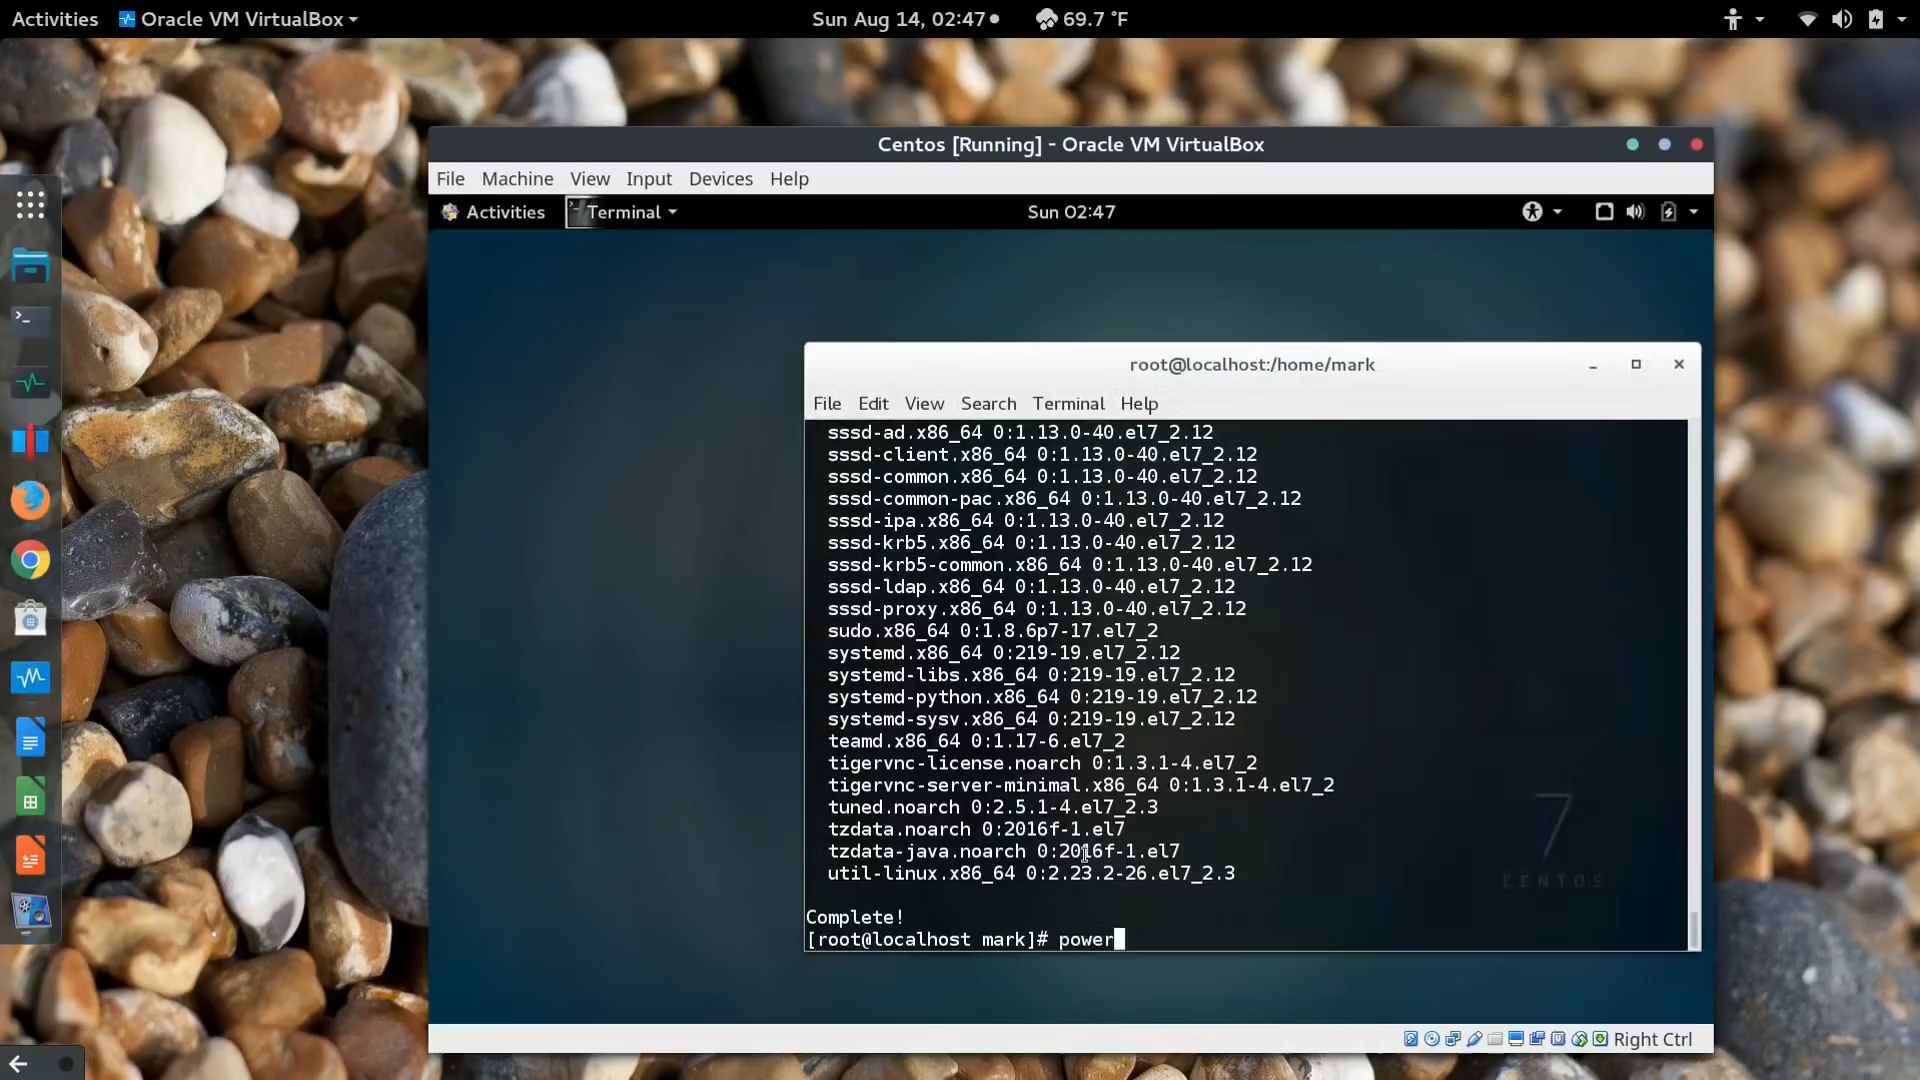 Activities Oracle VM VirtualBox Sun Aug 14, 02:47 69.7 °F
Centos [Running] - Oracle VM VirtualBox
File Machine View Input Devices Help
Activities Terminal Sun 02:47
root@localhost:/home/mark
File Edit View Search Terminal Help
sssd-ad.x86_64 0:1.13.0-40.el7_2.12
sssd-client.x86_64 0:1.13.0-40.el7_2.12
sssd-common.x86_64 0:1.13.0-40.el7_2.12
sssd-common-pac.x86_64 0:1.13.0-40.el7_2.12
sssd-ipa.x86_64 0:1.13.0-40.el7_2.12
sssd-krb5.x86_64 0:1.13.0-40.el7_2.12
sssd-krb5-common.x86_64 0:1.13.0-40.el7_2.12
sssd-ldap.x86_64 0:1.13.0-40.el7_2.12
sssd-proxy.x86_64 0:1.13.0-40.el7_2.12
sudo.x86_64 0:1.8.6p7-17.el7_2
systemd.x86_64 0:219-19.el7_2.12
systemd-libs.x86_64 0:219-19.el7_2.12
systemd-python.x86_64 0:219-19.el7_2.12
systemd-sysv.x86_64 0:219-19.el7_2.12
teamd.x86_64 0:1.17-6.el7_2
tigervnc-license.noarch 0:1.3.1-4.el7_2
tigervnc-server-minimal.x86_64 0:1.3.1-4.el7_2
tuned.noarch 0:2.5.1-4.el7_2.3
tzdata.noarch 0:2016f-1.el7
tzdata-java.noarch 0:2016f-1.el7
util-linux.x86_64 0:2.23.2-26.el7_2.3
7
CENTOS
Complete!
[root@localhost mark]# power
Right Ctrl